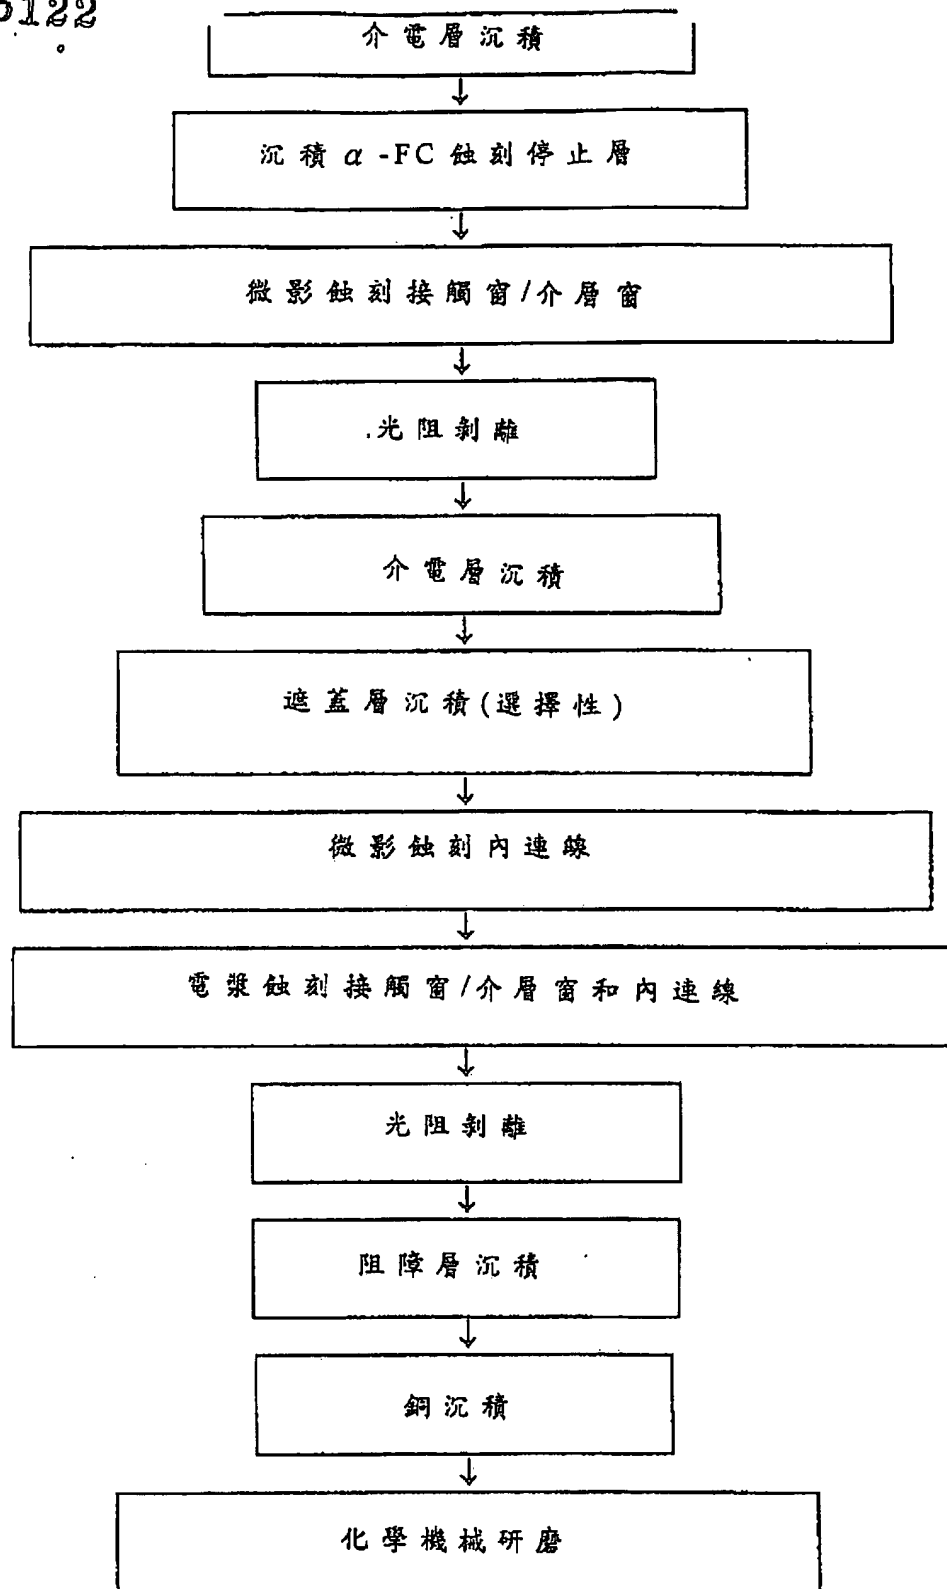 122
介電層沉積
沉積α-FC蝕刻停止層
微影蝕刻接觸窗/介層窗
光阻剝離
介電層沉積
遮蓋層沉積(選擇性)
微影蝕刻內連線
電漿蝕刻接觸窗/介層窗和內連線
光阻剝離
阻障層沉積
銅沉積
化學機械研磨